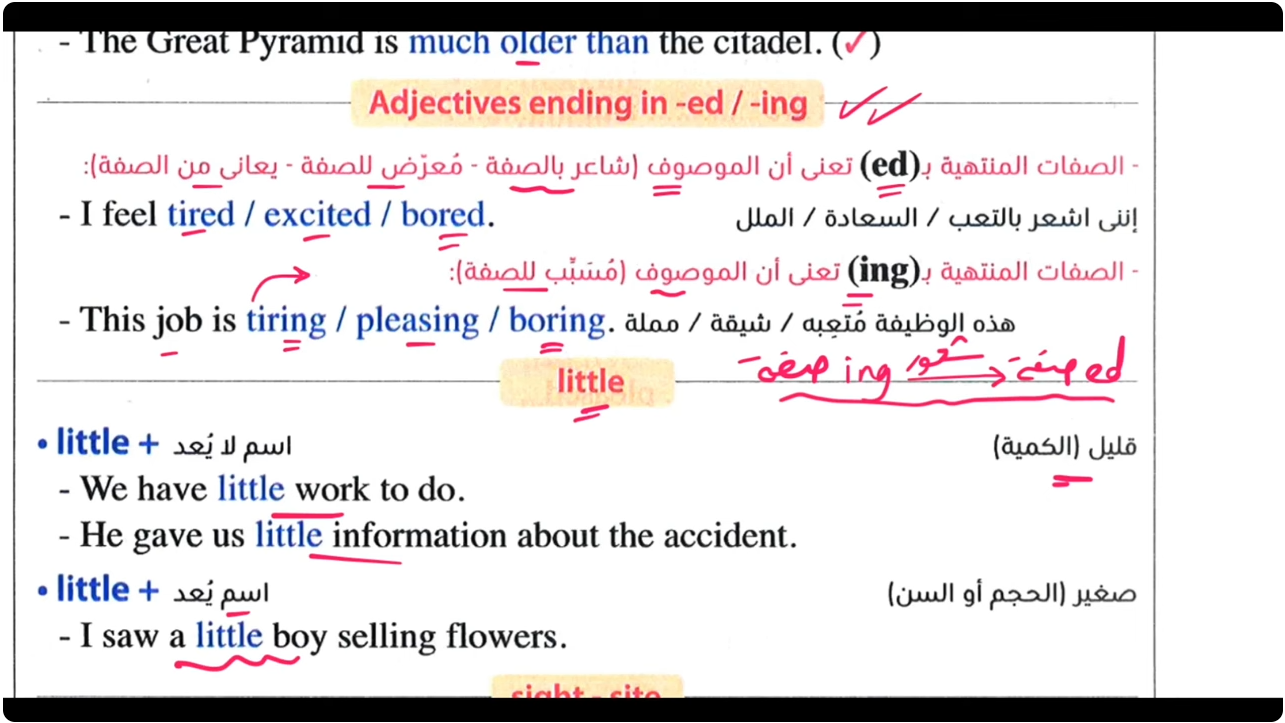 - The Great Pyramid is much older than the citadel. (✓)
Adjectives ending in -ed / -ing
- الصفات المنتهية بـ(ed) تعنى أن الموصوف (شاعر بالصفة - مُعرّض للصفة - يعانى من الصفة):
- I feel tired / excited / bored. إننى اشعر بالتعب / السعادة / الملل
- الصفات المنتهية بـ(ing) تعنى أن الموصوف (مُسَبِّب للصفة):
- This job is tiring / pleasing / boring. هذه الوظيفة مُتعِبه / شيقة / مملة
صفة ing شعور صفة ed
little
• little + اسم لا يُعد قليل (الكمية)
- We have little work to do.
- He gave us little information about the accident.
• little + اسم يُعد صغير (الحجم أو السن)
- I saw a little boy selling flowers.
sight - site